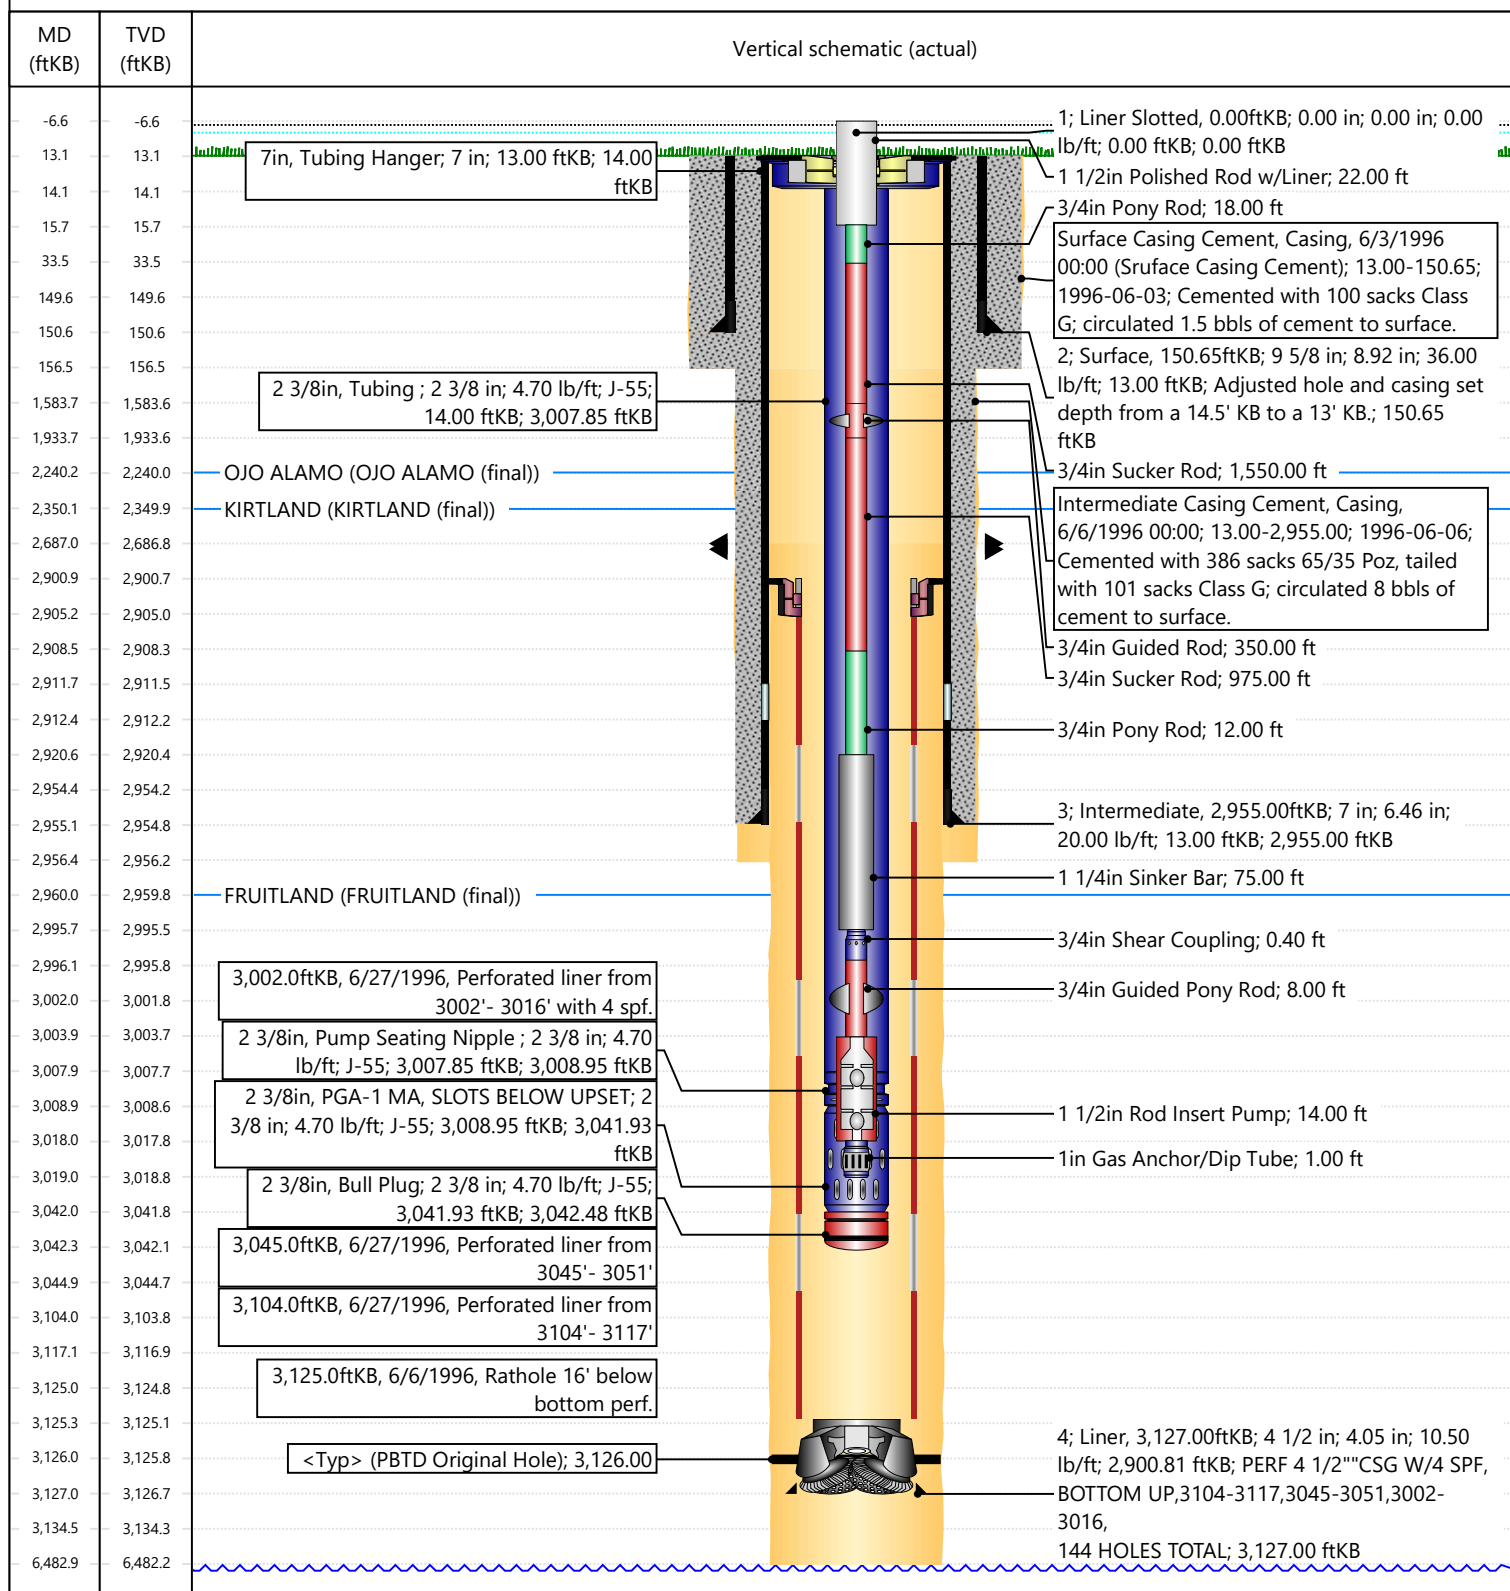 MD
(ftKB)
TVD
(ftKB)
Vertical schematic (actual)
-6.6 -6.6
13.1 13.1
14.1 14.1
15.7 15.7
33.5 33.5
149.6 149.6
150.6 150.6
156.5 156.5
1,583.7 1,583.6
1,933.7 1,933.6
2,240.2 2,240.0
2,350.1 2,349.9
2,687.0 2,686.8
2,900.9 2,900.7
2,905.2 2,905.0
2,908.5 2,908.3
2,911.7 2,911.5
2,912.4 2,912.2
2,920.6 2,920.4
2,954.4 2,954.2
2,955.1 2,954.8
2,956.4 2,956.2
2,960.0 2,959.8
2,995.7 2,995.5
2,996.1 2,995.8
3,002.0 3,001.8
3,003.9 3,003.7
3,007.9 3,007.7
3,008.9 3,008.6
3,018.0 3,017.8
3,019.0 3,018.8
3,042.0 3,041.8
3,042.3 3,042.1
3,044.9 3,044.7
3,104.0 3,103.8
3,117.1 3,116.9
3,125.0 3,124.8
3,125.3 3,125.1
3,126.0 3,125.8
3,127.0 3,126.7
3,134.5 3,134.3
6,482.9 6,482.2
7in, Tubing Hanger; 7 in; 13.00 ftKB; 14.00
ftKB
2 3/8in, Tubing ; 2 3/8 in; 4.70 lb/ft; J-55;
14.00 ftKB; 3,007.85 ftKB
OJO ALAMO (OJO ALAMO (final))
KIRTLAND (KIRTLAND (final))
FRUITLAND (FRUITLAND (final))
3,002.0ftKB, 6/27/1996, Perforated liner from
3002'- 3016' with 4 spf.
2 3/8in, Pump Seating Nipple ; 2 3/8 in; 4.70
lb/ft; J-55; 3,007.85 ftKB; 3,008.95 ftKB
2 3/8in, PGA-1 MA, SLOTS BELOW UPSET; 2
3/8 in; 4.70 lb/ft; J-55; 3,008.95 ftKB; 3,041.93
ftKB
2 3/8in, Bull Plug; 2 3/8 in; 4.70 lb/ft; J-55;
3,041.93 ftKB; 3,042.48 ftKB
3,045.0ftKB, 6/27/1996, Perforated liner from
3045'- 3051'
3,104.0ftKB, 6/27/1996, Perforated liner from
3104'- 3117'
3,125.0ftKB, 6/6/1996, Rathole 16' below
bottom perf.
<Typ> (PBTD Original Hole); 3,126.00
1; Liner Slotted, 0.00ftKB; 0.00 in; 0.00 in; 0.00
lb/ft; 0.00 ftKB; 0.00 ftKB
1 1/2in Polished Rod w/Liner; 22.00 ft
3/4in Pony Rod; 18.00 ft
Surface Casing Cement, Casing, 6/3/1996
00:00 (Sruface Casing Cement); 13.00-150.65;
1996-06-03; Cemented with 100 sacks Class
G; circulated 1.5 bbls of cement to surface.
2; Surface, 150.65ftKB; 9 5/8 in; 8.92 in; 36.00
lb/ft; 13.00 ftKB; Adjusted hole and casing set
depth from a 14.5' KB to a 13' KB.; 150.65
ftKB
3/4in Sucker Rod; 1,550.00 ft
Intermediate Casing Cement, Casing,
6/6/1996 00:00; 13.00-2,955.00; 1996-06-06;
Cemented with 386 sacks 65/35 Poz, tailed
with 101 sacks Class G; circulated 8 bbls of
cement to surface.
3/4in Guided Rod; 350.00 ft
3/4in Sucker Rod; 975.00 ft
3/4in Pony Rod; 12.00 ft
3; Intermediate, 2,955.00ftKB; 7 in; 6.46 in;
20.00 lb/ft; 13.00 ftKB; 2,955.00 ftKB
1 1/4in Sinker Bar; 75.00 ft
3/4in Shear Coupling; 0.40 ft
3/4in Guided Pony Rod; 8.00 ft
1 1/2in Rod Insert Pump; 14.00 ft
1in Gas Anchor/Dip Tube; 1.00 ft
4; Liner, 3,127.00ftKB; 4 1/2 in; 4.05 in; 10.50
lb/ft; 2,900.81 ftKB; PERF 4 1/2""CSG W/4 SPF,
BOTTOM UP,3104-3117,3045-3051,3002-
3016,
144 HOLES TOTAL; 3,127.00 ftKB